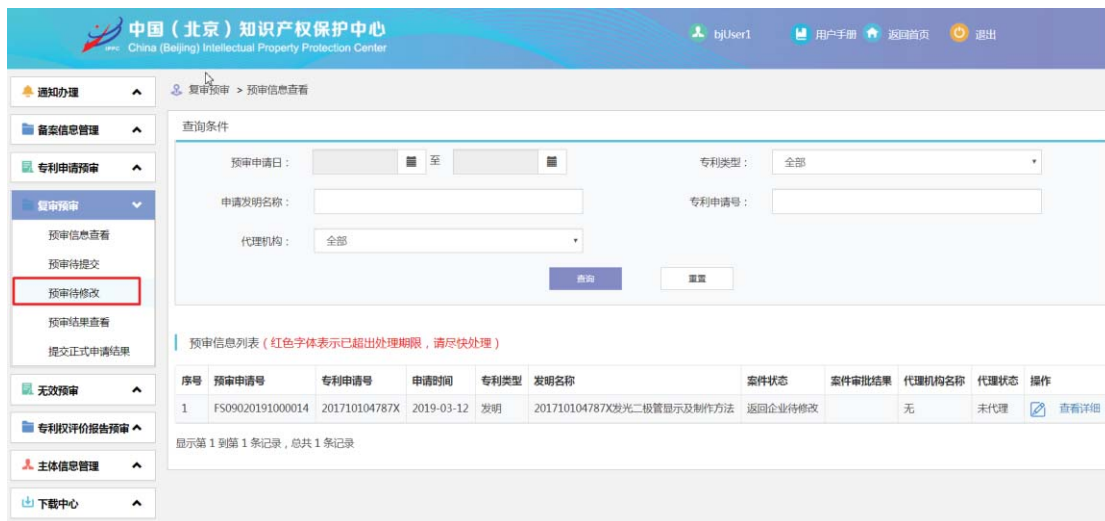 中国（北京）知识产权保护中心
IPPC China (Beijing) Intellectual Property Protection Center
bjUser1 用户手册 返回首页 退出
通知办理
备案信息管理
专利申请预审
复审预审
预审信息查看
预审待提交
预审待修改
预审结果查看
提交正式申请结果
无效预审
专利权评价报告预审
主体信息管理
下载中心
复审预审 > 预审信息查看
查询条件
预审申请日： 至 专利类型： 全部
申请发明名称： 专利申请号：
代理机构： 全部
查询 重置
预审信息列表（红色字体表示已超出处理期限，请尽快处理）
序号 预审申请号 专利申请号 申请时间 专利类型 发明名称 案件状态 案件审批结果 代理机构名称 代理状态 操作
1 FS09020191000014 201710104787X 2019-03-12 发明 201710104787X发光二极管显示及制作方法 返回企业待修改 无 未代理 查看详细
显示第 1 到第 1 条记录，总共 1 条记录